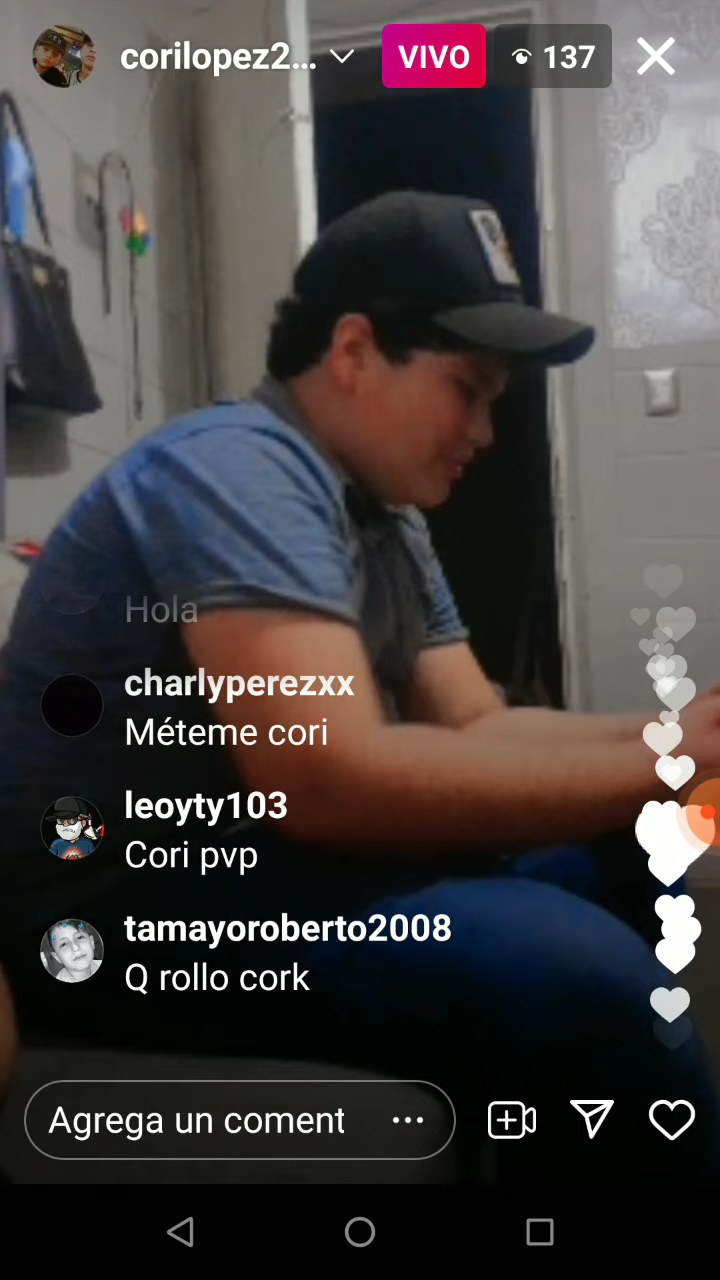 corilopez2...
VIVO
137
Hola
charlyperezxx
Méteme cori
leoyty103
Cori pvp
tamayoroberto2008
Q rollo cork
Agrega un coment